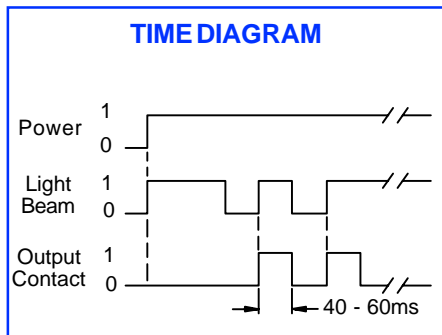 TIME DIAGRAM
Power 1
0
Light 1
Beam 0
Output 1
Contact 0
40 - 60ms